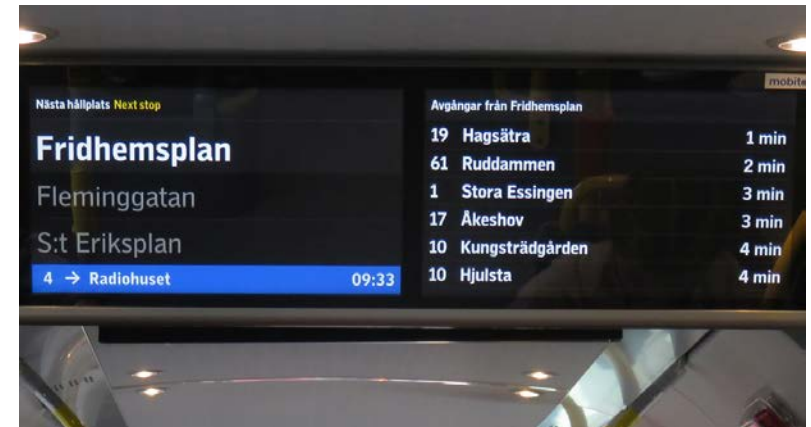 mobite
Nästa hållplats Next stop
Fridhemsplan
Fleminggatan
S:t Eriksplan
4 → Radiohuset 09:33
Avgångar från Fridhemsplan
19 Hagsätra 1 min
61 Ruddammen 2 min
1 Stora Essingen 3 min
17 Åkeshov 3 min
10 Kungsträdgården 4 min
10 Hjulsta 4 min